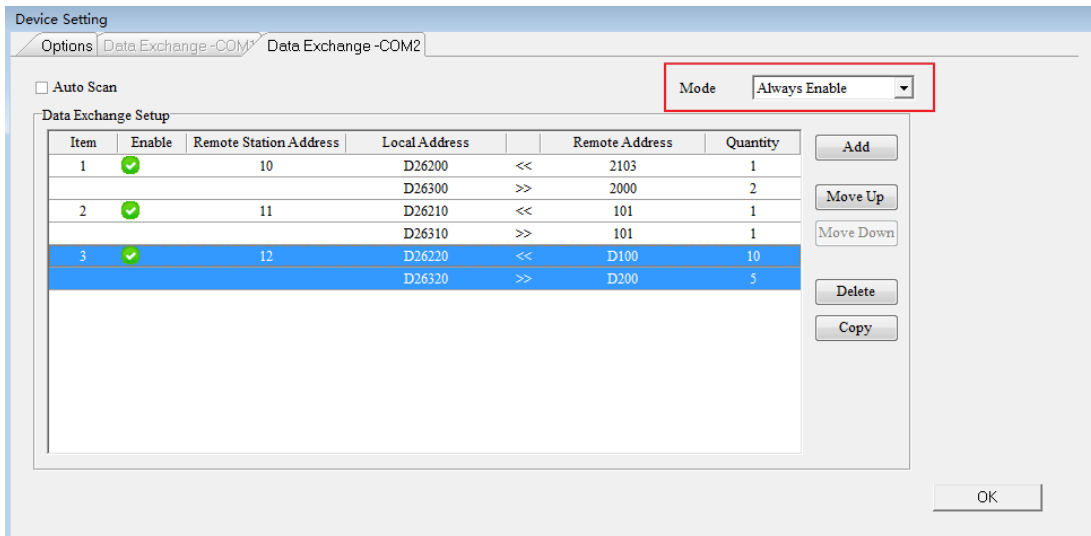 Device Setting
Options Data Exchange -COM1 Data Exchange -COM2
Auto Scan Mode Always Enable
Data Exchange Setup
Item Enable Remote Station Address Local Address Remote Address Quantity
1 10 D26200 << 2103 1
D26300 >> 2000 2
2 11 D26210 << 101 1
D26310 >> 101 1
3 12 D26220 << D100 10
D26320 >> D200 5
Add
Move Up
Move Down
Delete
Copy
OK